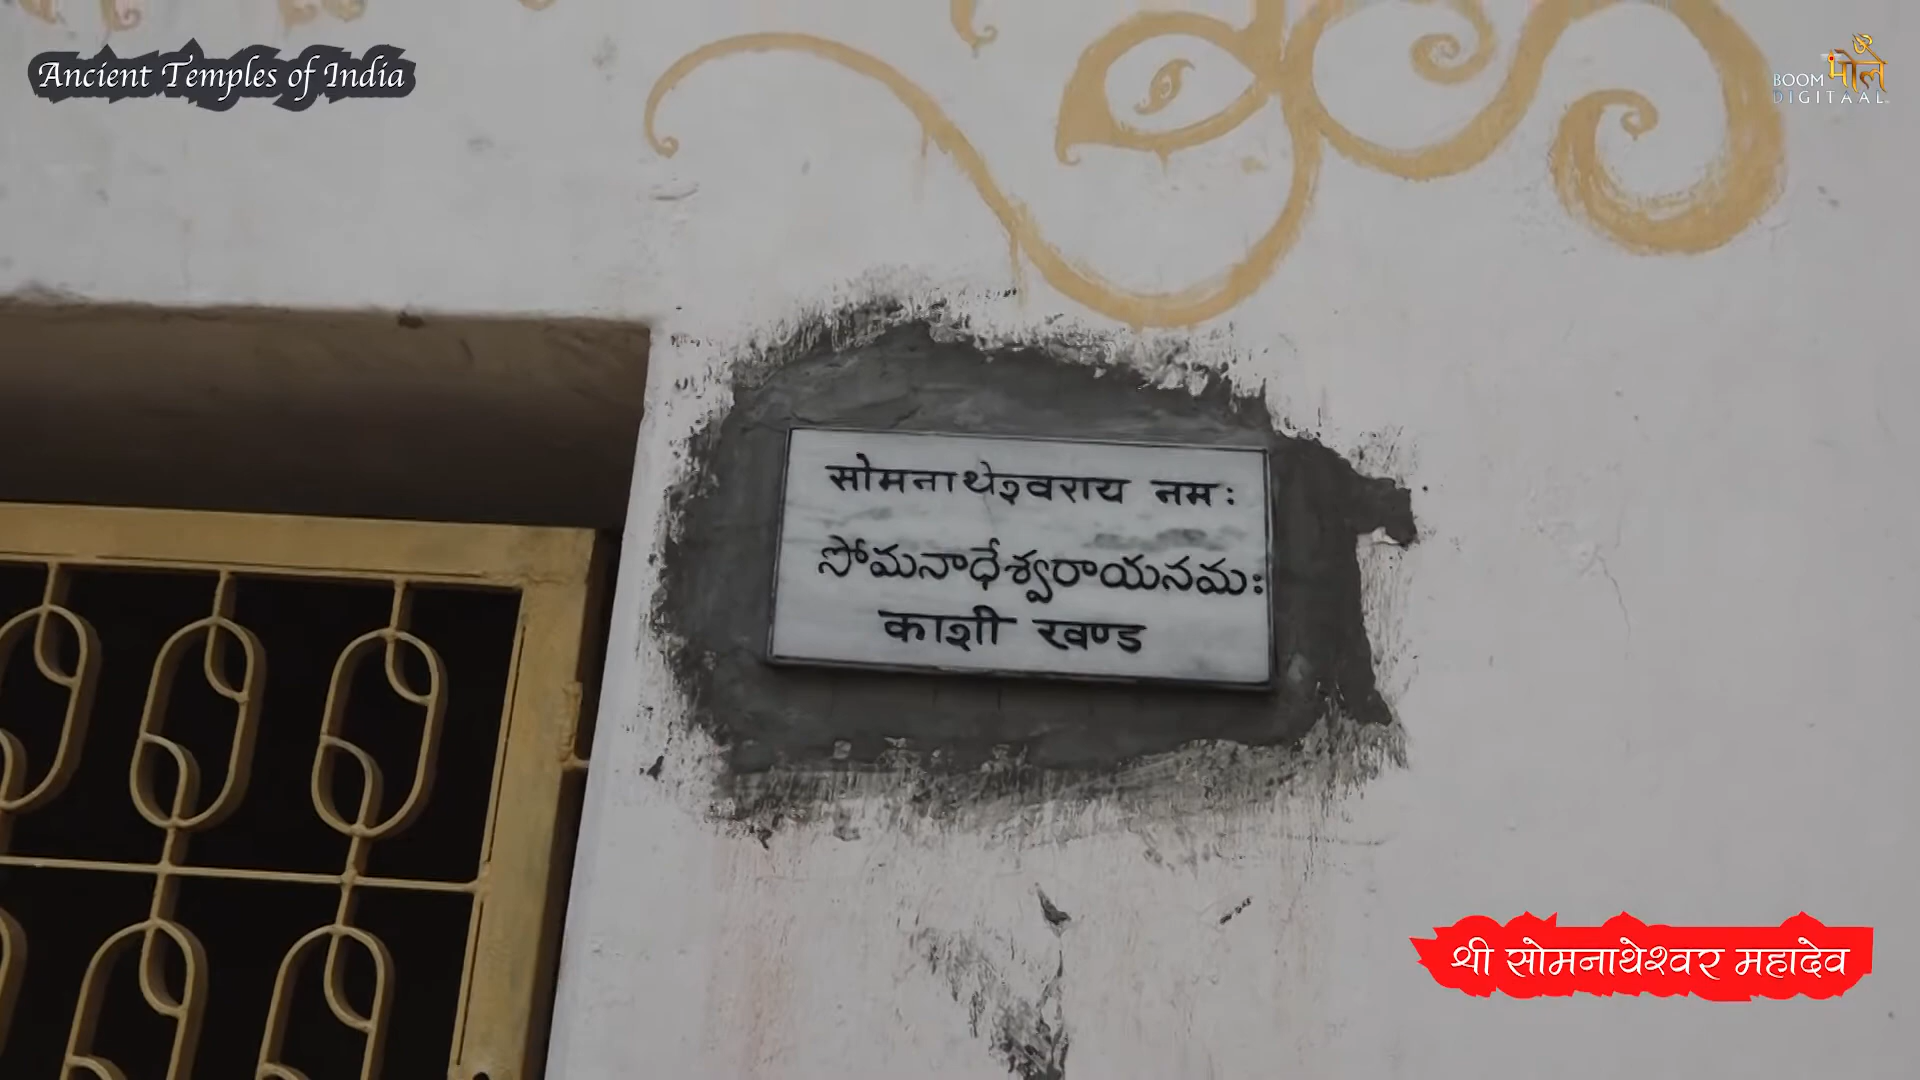 Ancient Temples of India
BOOM भोले
DIGITAAL
सोमनाथेश्वराय नमः
సోమనాధేశ్వరాయనమః
काशी खण्ड
श्री सोमनाथेश्वर महादेव